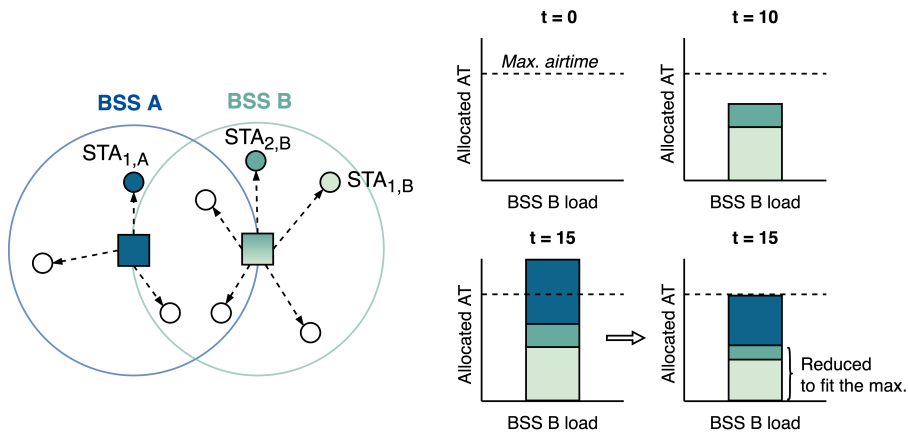 BSS A
BSS B
STA1,A
STA2,B
STA1,B
t = 0
Max. airtime
Allocated AT
BSS B load
t = 10
Allocated AT
BSS B load
t = 15
Allocated AT
BSS B load
t = 15
Allocated AT
Reduced
to fit the max.
BSS B load